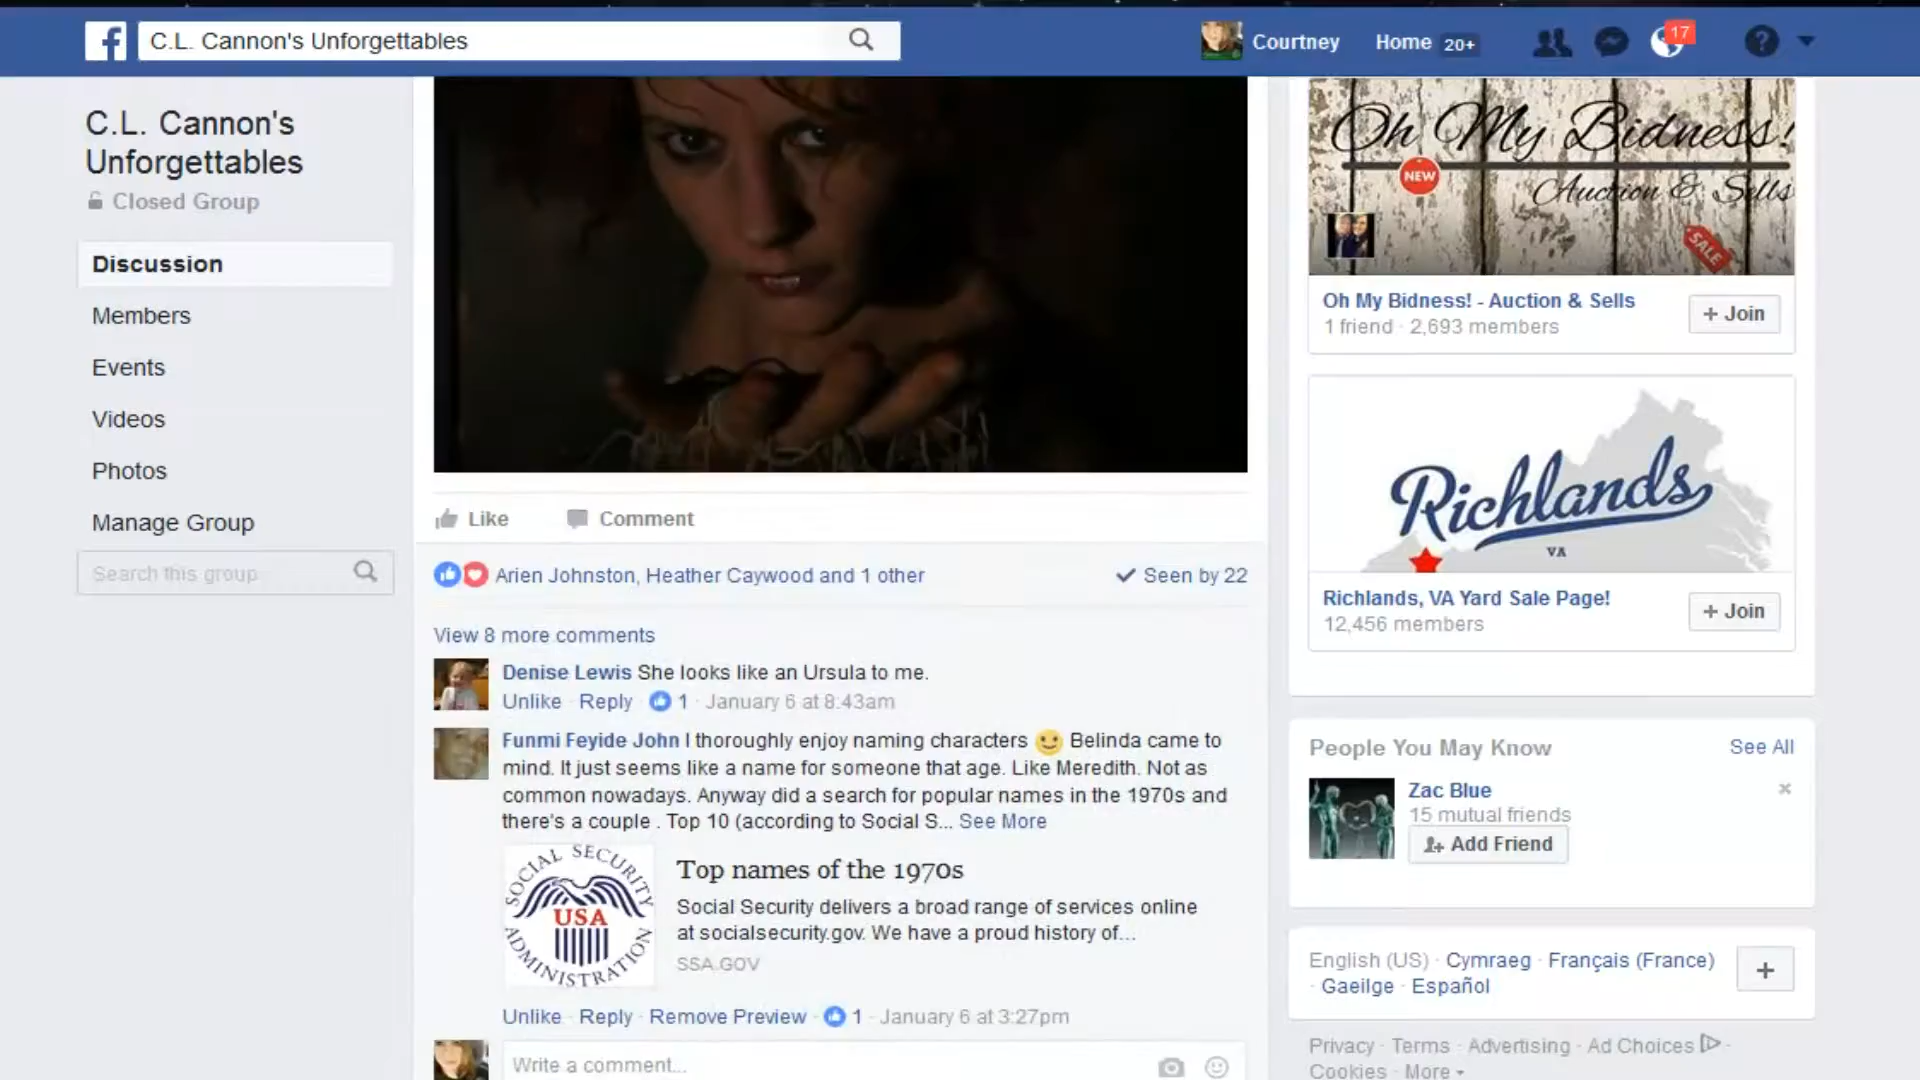 C.L. Cannon's Unforgettables
Courtney
Home 20+
17
?
C.L. Cannon's
Unforgettables
Closed Group
Discussion
Members
Events
Videos
Photos
Manage Group
Search this group
Like
Comment
Arien Johnston, Heather Caywood and 1 other
Seen by 22
View 8 more comments
Denise Lewis She looks like an Ursula to me.
Unlike · Reply · 1 · January 6 at 8:43am
Funmi Feyide John I thoroughly enjoy naming characters 😉 Belinda came to
mind. It just seems like a name for someone that age. Like Meredith. Not as
common nowadays. Anyway did a search for popular names in the 1970s and
there's a couple . Top 10 (according to Social S... See More
SOCIAL SECURITY
USA
ADMINISTRATION
Top names of the 1970s
Social Security delivers a broad range of services online
at socialsecurity.gov. We have a proud history of...
SSA.GOV
Unlike · Reply · Remove Preview · 1 · January 6 at 3:27pm
Write a comment...
Oh My Bidness!
NEW
Auction & Sells
SALE
Oh My Bidness! - Auction & Sells
1 friend · 2,693 members
+ Join
Richlands
VA
Richlands, VA Yard Sale Page!
12,456 members
+ Join
People You May Know
See All
Zac Blue
15 mutual friends
Add Friend
English (US) · Cymraeg · Français (France)
· Gaeilge · Español
+
Privacy · Terms · Advertising · Ad Choices ·
Cookies · More